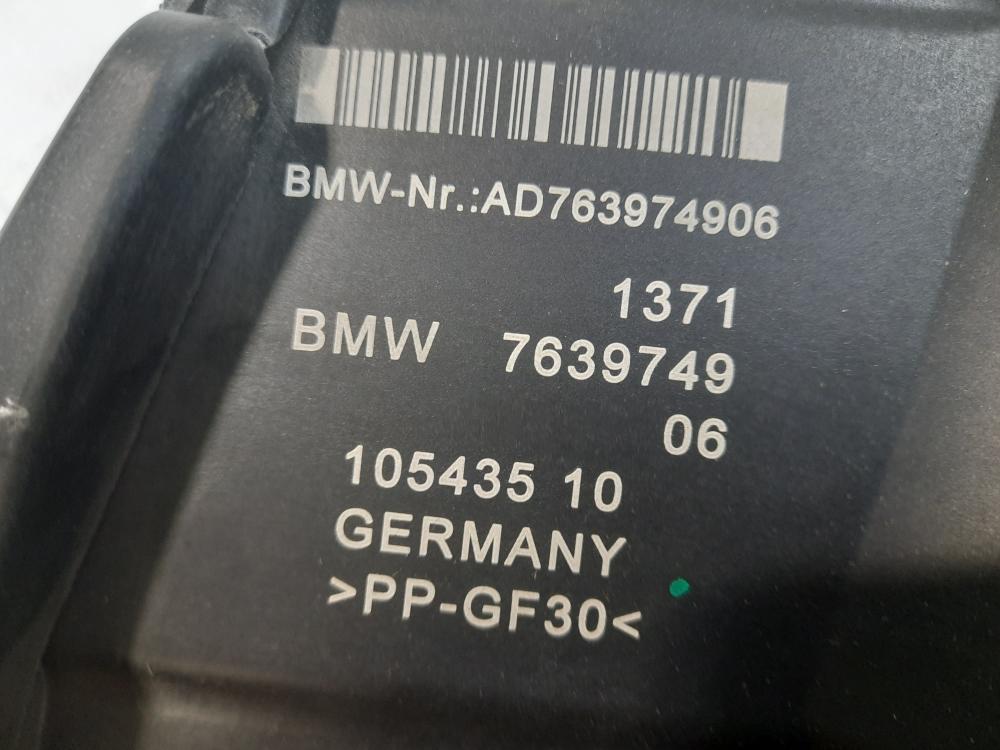 BMW-Nr.:AD763974906
1371
BMW 7639749
06
105435 10
GERMANY
>PP-GF30<